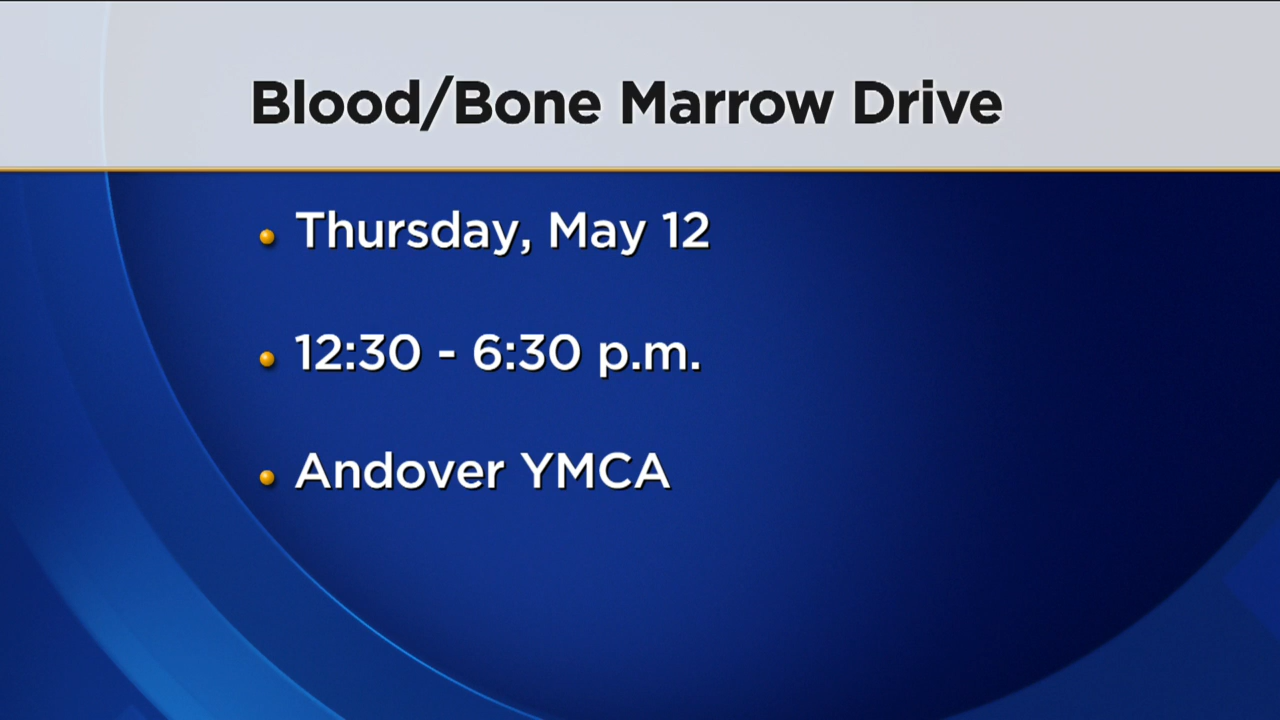 Blood/Bone Marrow Drive
Thursday, May 12
12:30 - 6:30 p.m.
Andover YMCA